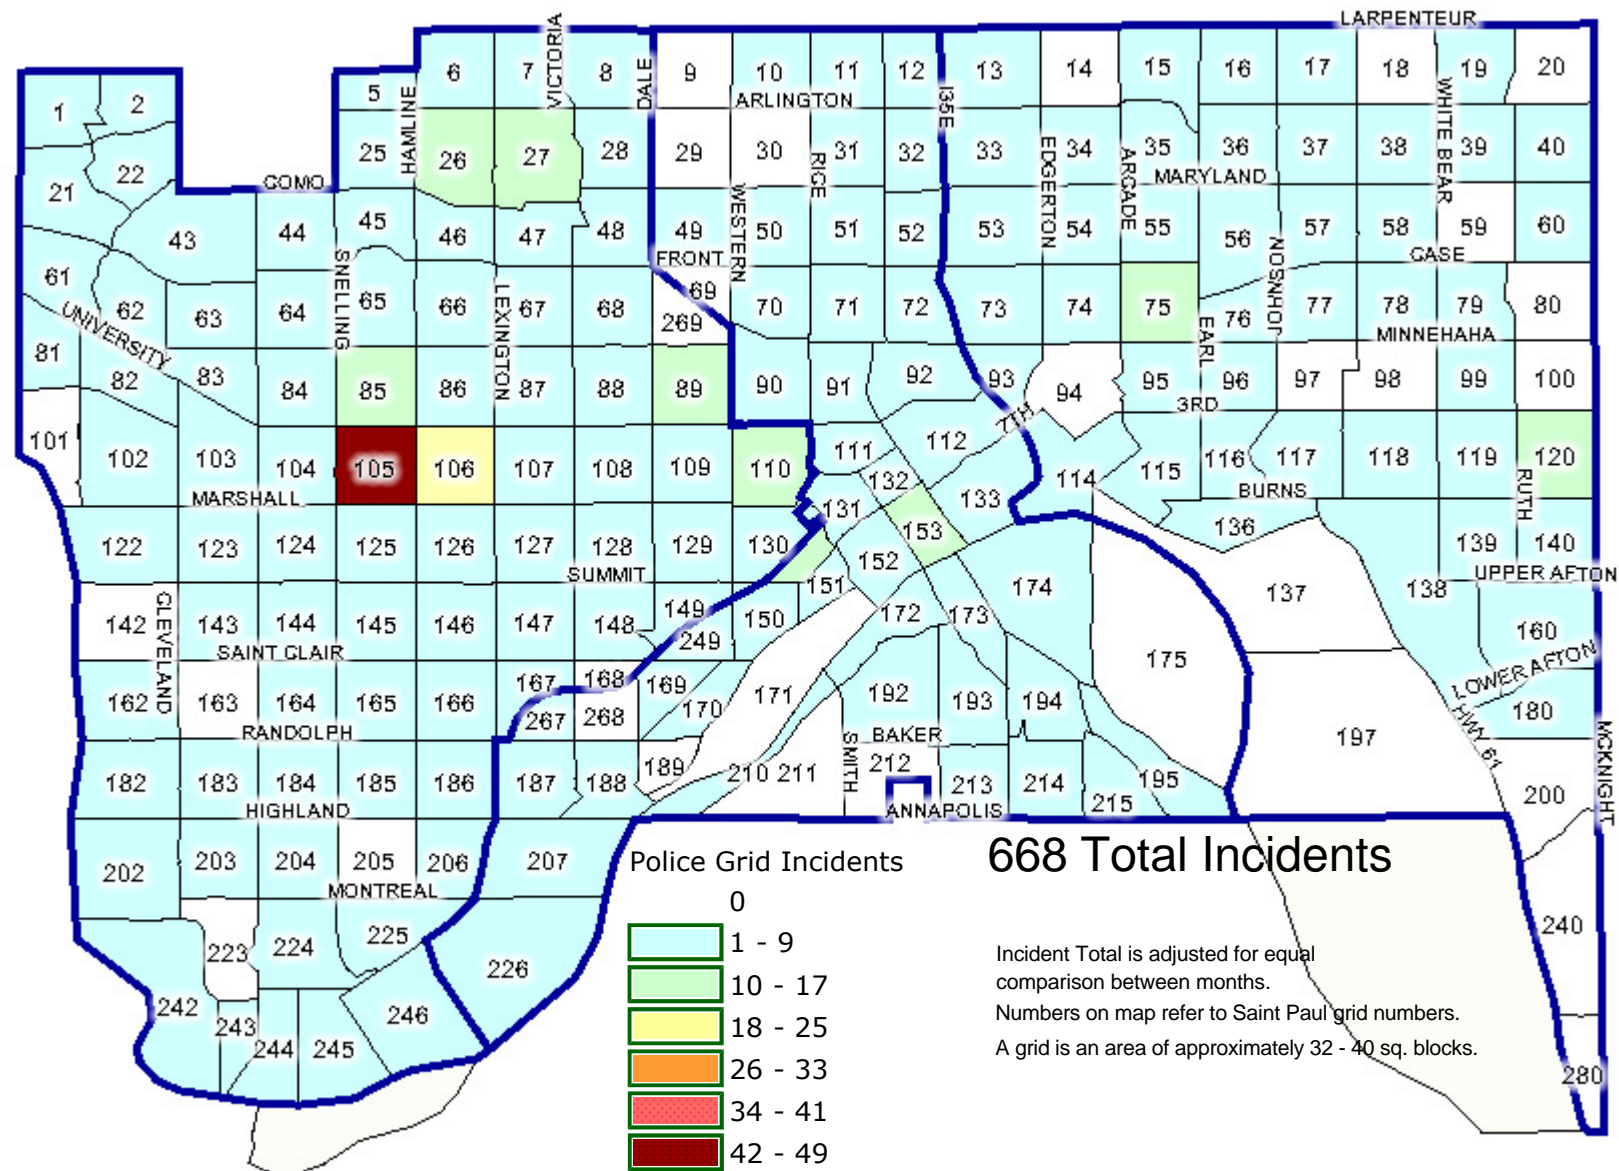 LARPENTEUR
6 7 VICTORIA 8 DALE 9 10 11 12 I35E 13 14 15 16 17 18 WHITE BEAR 19 20
1 2 5 HAMLINE ARLINGTON
21 22 25 26 27 28 29 30 RICE 31 32 33 EDGERTON 34 ARCADE 35 36 37 38 39 40
COMO MARYLAND
43 44 45 46 47 48 49 WESTERN 50 51 52 53 54 55 56 JOHNSON 57 58 59 60
SNELLING FRONT CASE
61 62 63 64 65 66 LEXINGTON 67 68 69 70 71 72 73 74 75 EARL 76 77 78 79 80
UNIVERSITY 269 MINNEHAHA
81 82 83 84 85 86 87 88 89 90 91 92 93 94 95 96 97 98 99 100
7TH 3RD
101 102 103 104 105 106 107 108 109 110 111 112 114 115 116 117 118 119 120
MARSHALL 132 133 BURNS RUTH
122 123 124 125 126 127 128 129 130 131 152 153 136 139 140
SUMMIT 151 174 138 UPPER AFTON
142 CLEVELAND 143 144 145 146 147 148 149 249 150 172 173 137 160
SAINT CLAIR 175 LOWER AFTON
162 163 164 165 166 167 168 169 170 171 192 193 194 180
RANDOLPH 267 268 SMITH BAKER 197 HWY 61 MCKNIGHT
182 183 184 185 186 187 188 189 210 211 212 213 214 215 195 200
HIGHLAND ANNAPOLIS
202 203 204 205 206 207
MONTREAL
223 224 225 226 240
242 243 244 245 246 280
668 Total Incidents
Police Grid Incidents
0
1 - 9
10 - 17
18 - 25
26 - 33
34 - 41
42 - 49
Incident Total is adjusted for equal
comparison between months.
Numbers on map refer to Saint Paul grid numbers.
A grid is an area of approximately 32 - 40 sq. blocks.